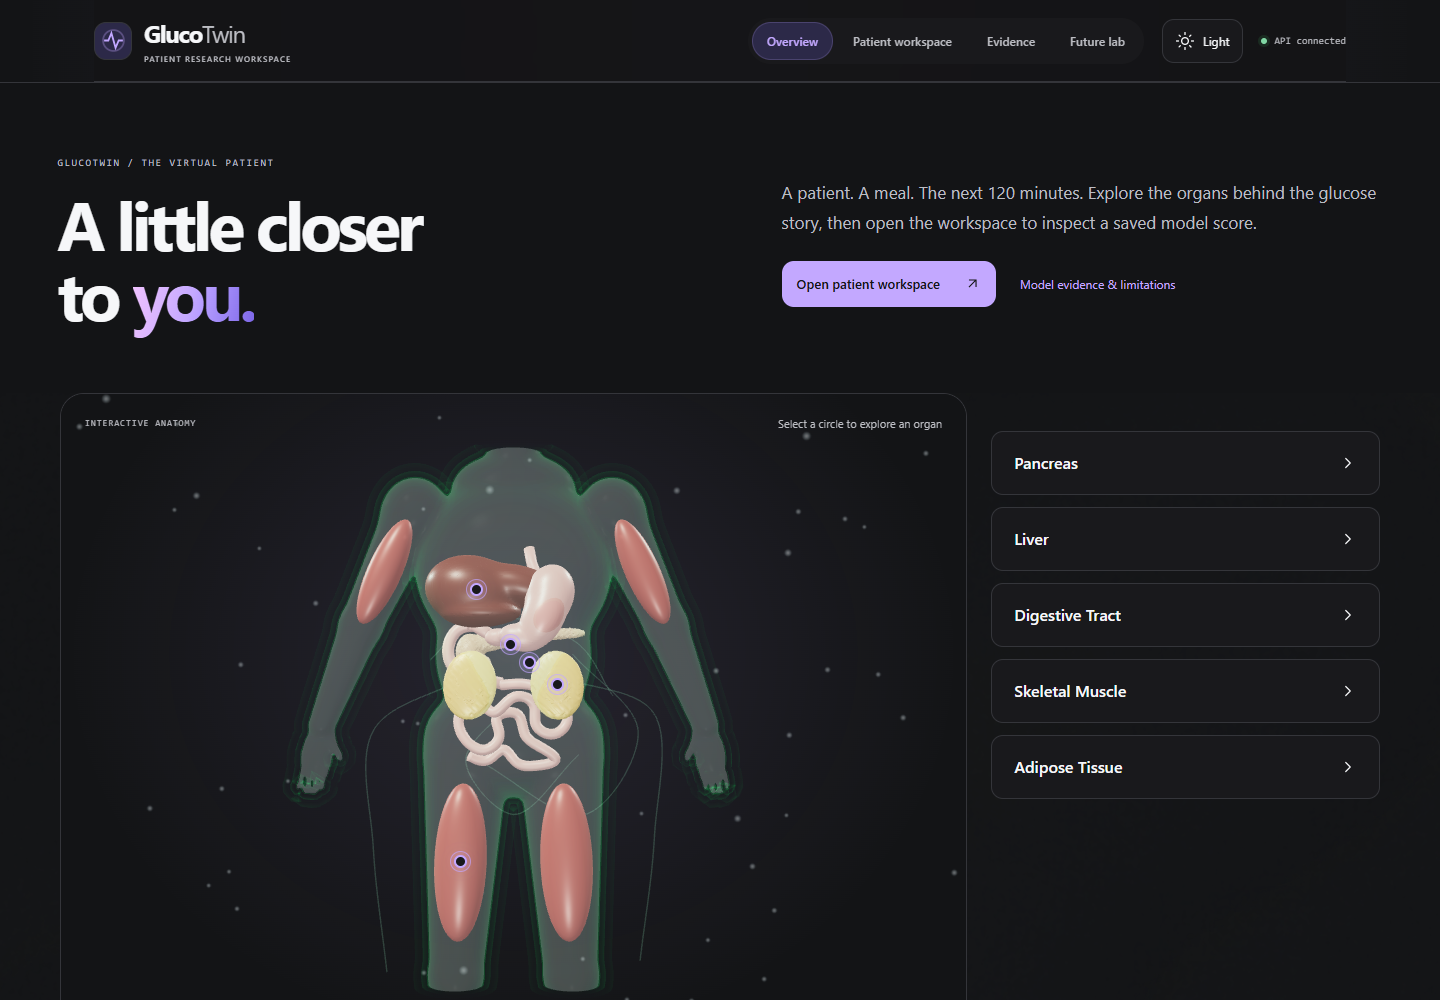 GlucoTwin
PATIENT RESEARCH WORKSPACE
Overview
Patient workspace
Evidence
Future lab
Light
API connected
GLUCOTWIN / THE VIRTUAL PATIENT
A little closer
to you.
A patient. A meal. The next 120 minutes. Explore the organs behind the glucose
story, then open the workspace to inspect a saved model score.
Open patient workspace
Model evidence & limitations
INTERACTIVE ANATOMY
Select a circle to explore an organ
Pancreas
Liver
Digestive Tract
Skeletal Muscle
Adipose Tissue